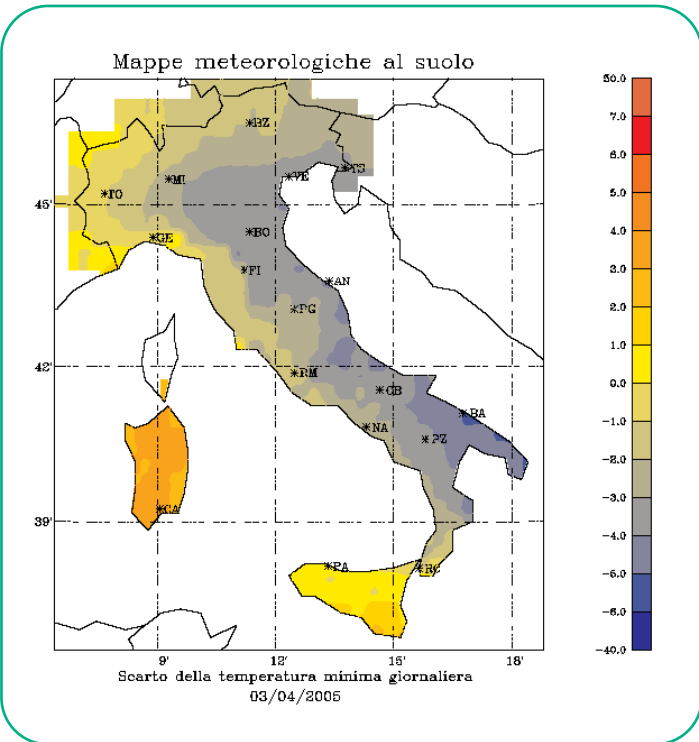 Mappe meteorologiche al suolo
50.0
7.0
6.0
5.0
4.0
3.0
2.0
1.0
0.0
-1.0
-2.0
-3.0
-4.0
-5.0
-6.0
-40.0
*BZ
*MI
*VE
*TS
*TO
45'
*GE
*BO
*FI
*AN
*PG
42'
*RM
*CB
*BA
*NA
*PZ
*CA
39'
*PA
*RC
9'
12'
15'
18'
Scarto della temperatura minima giornaliera
03/04/2005